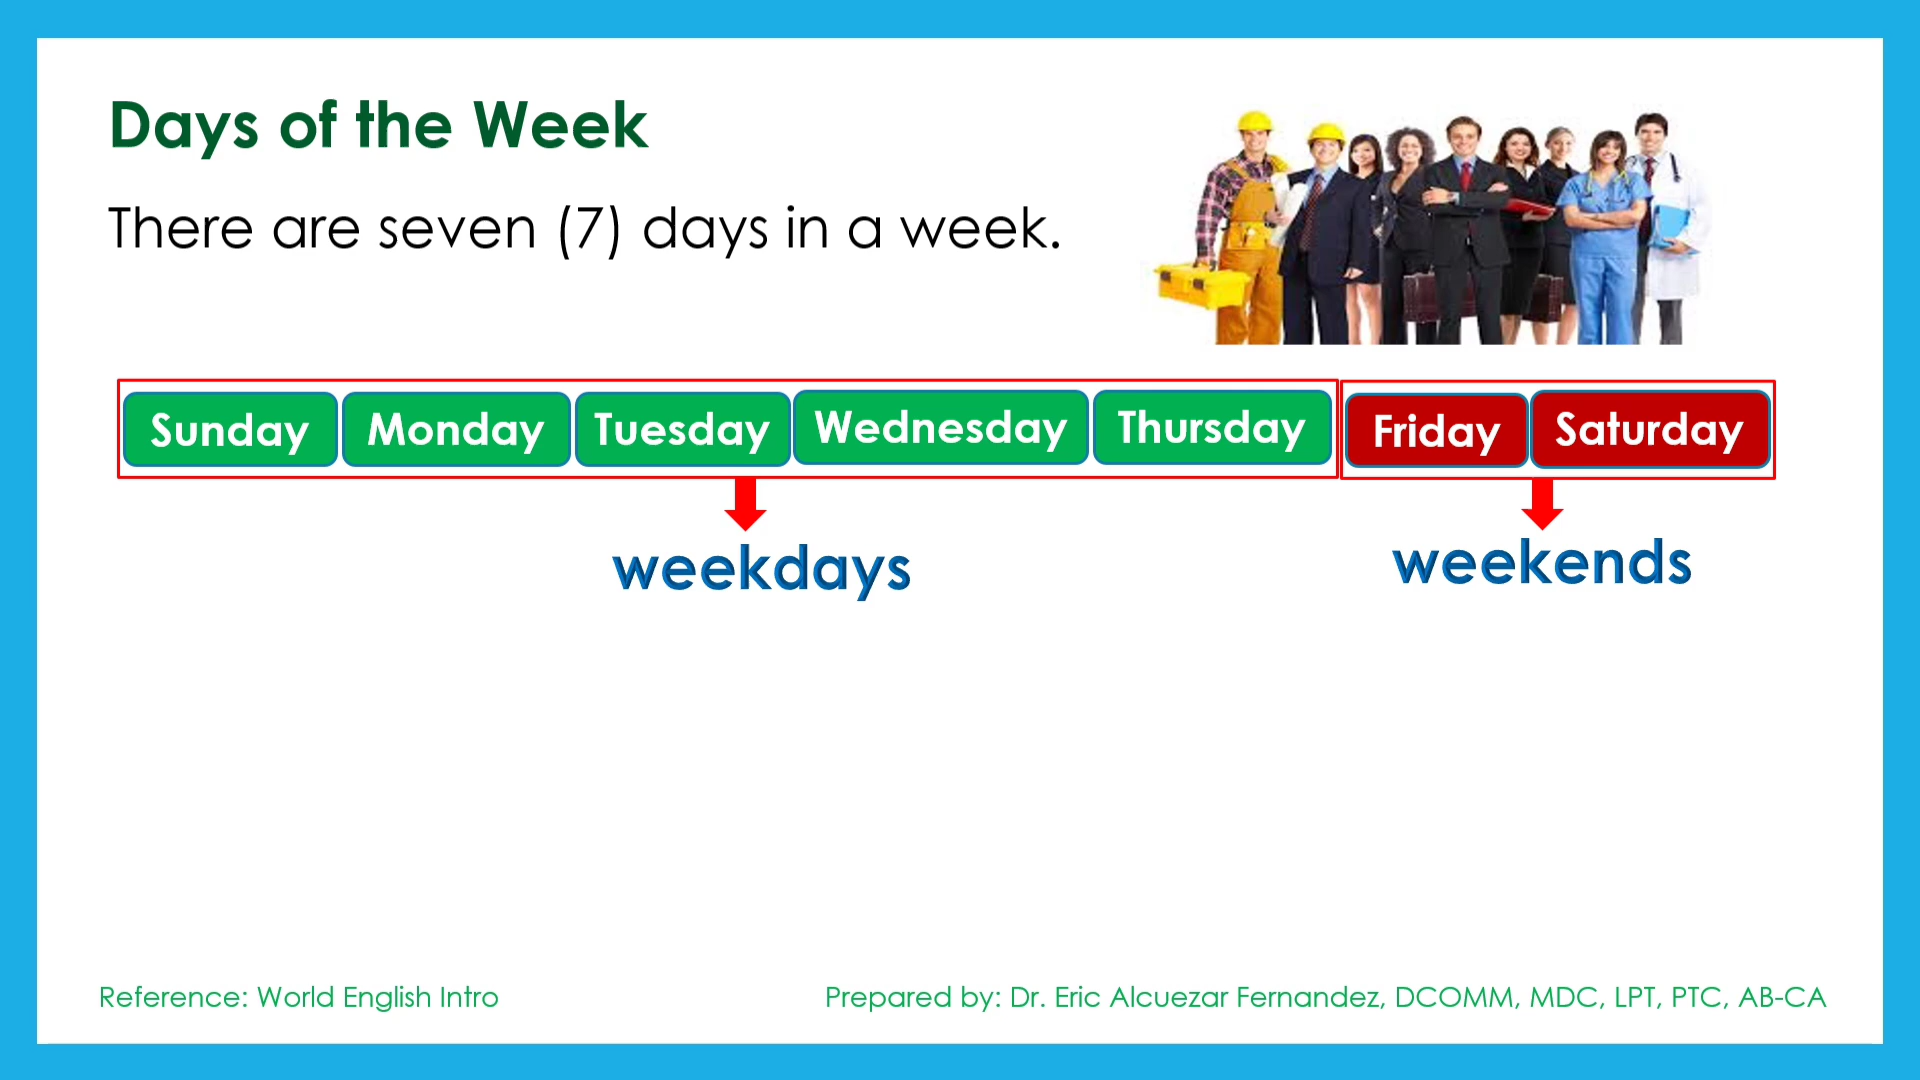 Days of the Week
There are seven (7) days in a week.
Sunday Monday Tuesday Wednesday Thursday Friday Saturday
weekdays weekends
Reference: World English Intro Prepared by: Dr. Eric Alcuezar Fernandez, DCOMM, MDC, LPT, PTC, AB-CA